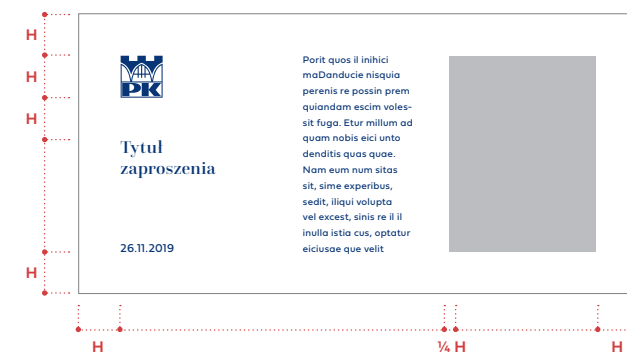 H
H
H
H
PK
Tytuł
zaproszenia
26.11.2019
Porit quos il inihici
maDanducie nisquia
perenis re possin prem
quiandam escim voles-
sit fuga. Etur millum ad
quam nobis eici unto
denditis quas quae.
Nam eum num sitas
sit, sime experibus,
sedit, iliqui volupta
vel excest, sinis re il il
inulla istia cus, optatur
eiciusae que velit
H
¼ H
H